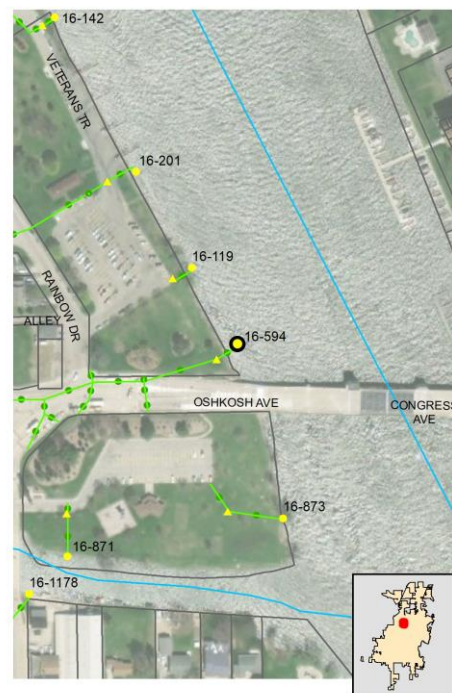 16-142
VETERANS TR
16-201
16-119
RAINBOW DR
ALLEY
16-594
OSHKOSH AVE
CONGRESS
AVE
16-873
16-871
16-1178